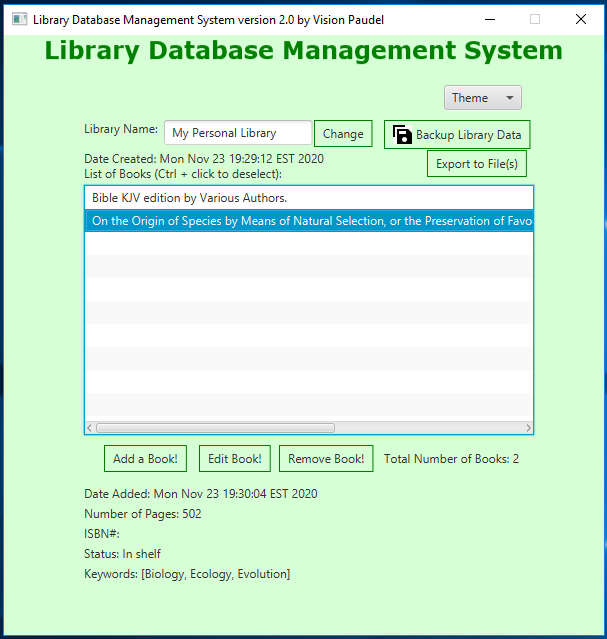 Library Database Management System version 2.0 by Vision Paudel
Library Database Management System
Theme
Library Name: My Personal Library Change Backup Library Data
Date Created: Mon Nov 23 19:29:12 EST 2020 Export to File(s)
List of Books (Ctrl + click to deselect):
Bible KJV edition by Various Authors.
On the Origin of Species by Means of Natural Selection, or the Preservation of Favo
Add a Book! Edit Book! Remove Book! Total Number of Books: 2
Date Added: Mon Nov 23 19:30:04 EST 2020
Number of Pages: 502
ISBN#:
Status: In shelf
Keywords: [Biology, Ecology, Evolution]